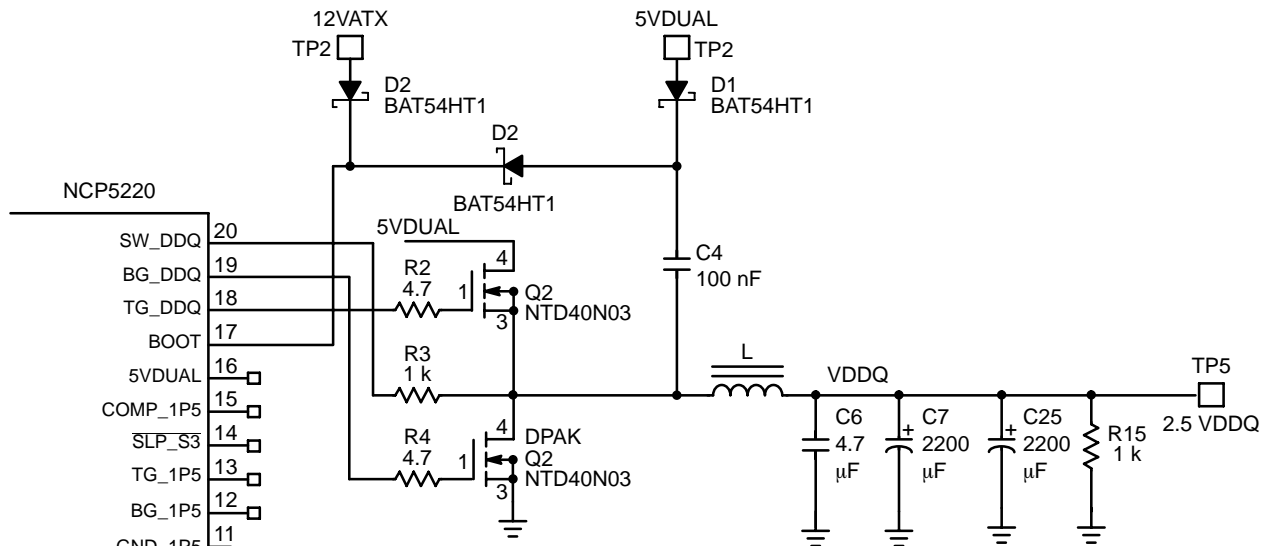 12VATX
5VDUAL
TP2
TP2
D2
BAT54HT1
D1
BAT54HT1
D2
BAT54HT1
NCP5220
SW_DDQ
20
BG_DDQ
19
TG_DDQ
18
BOOT
17
5VDUAL
16
COMP_1P5
15
SLP_S3
14
TG_1P5
13
BG_1P5
12
GND_1P5
11
5VDUAL
R2
4.7
1
4
3
Q2
NTD40N03
C4
100 nF
R3
1 k
R4
4.7
1
4
3
DPAK
Q2
NTD40N03
L
VDDQ
TP5
2.5 VDDQ
C6
4.7
μF
+
C7
2200
μF
+
C25
2200
μF
R15
1 k